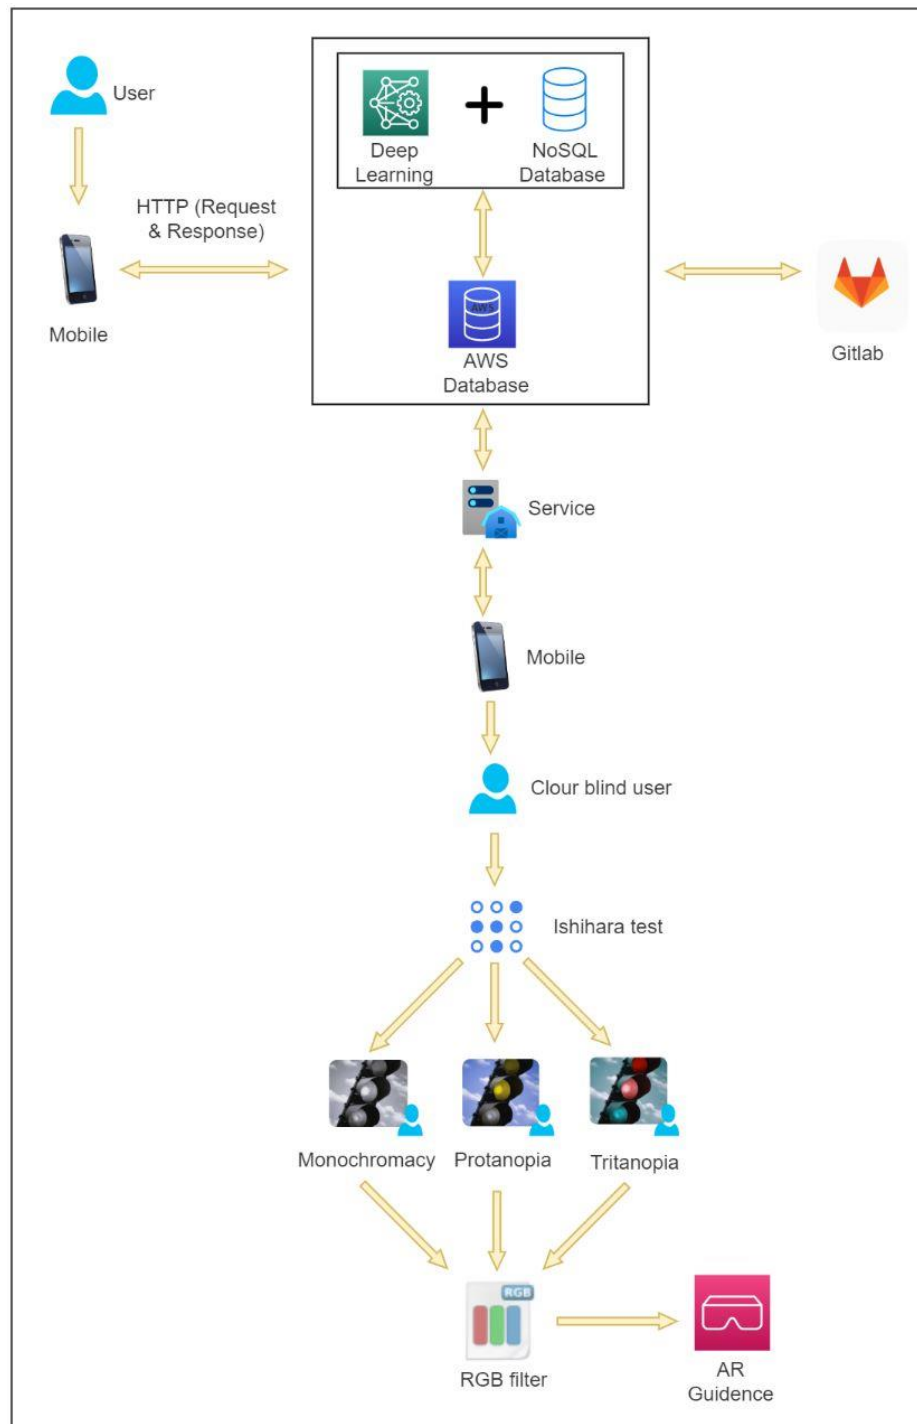 User
Deep
Learning
NoSQL
Database
HTTP (Request
& Response)
Mobile
AWS
AWS
Database
Gitlab
Service
Mobile
Clour blind user
Ishihara test
Monochromacy
Protanopia
Tritanopia
RGB
RGB filter
AR
Guidence